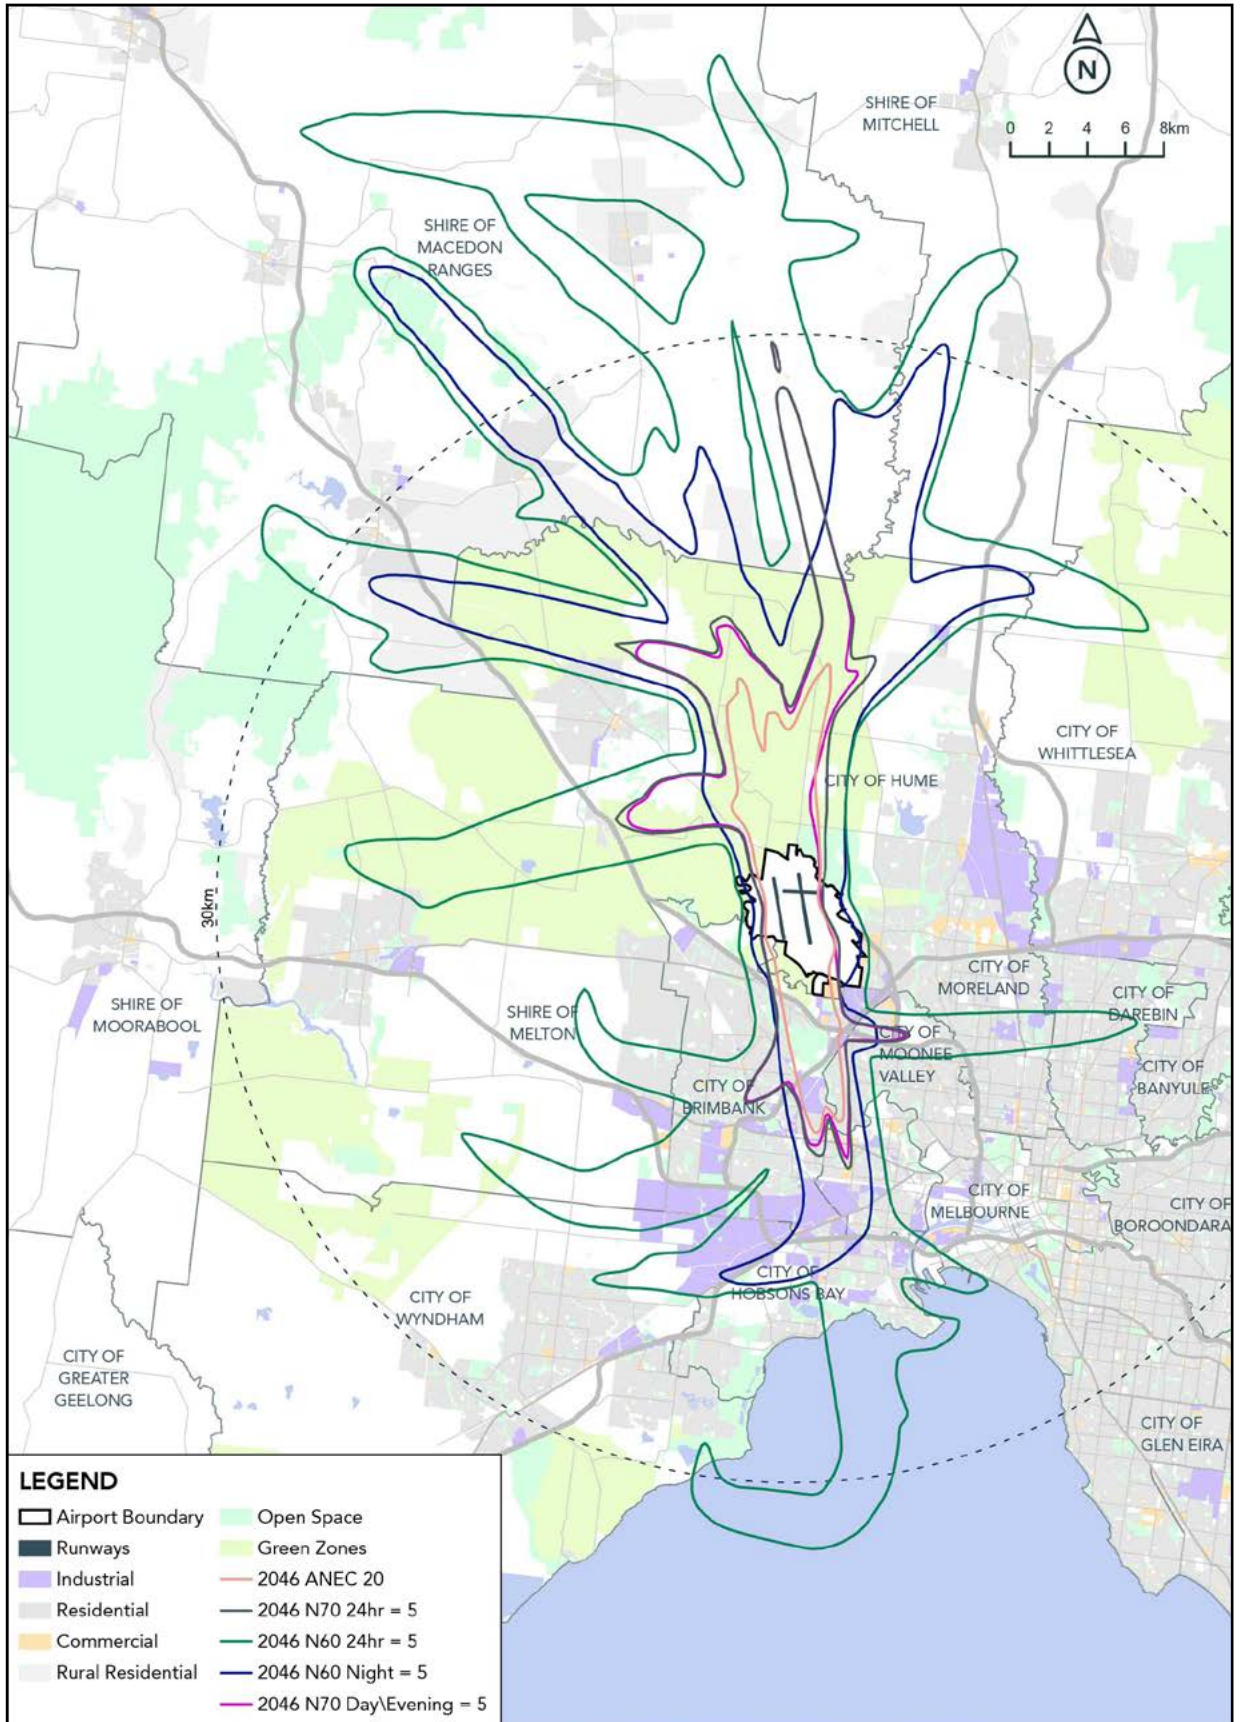 N
0 2 4 6 8km
SHIRE OF
MITCHELL
SHIRE OF
MACEDON
RANGES
CITY OF
WHITTLESEA
CITY OF HUME
30km
CITY OF
MORELAND
CITY OF
DAREBIN
SHIRE OF
MOORABOOL
SHIRE OF
MELTON
CITY OF
MOONEE
VALLEY
CITY OF
BANYULE
CITY OF
BRIMBANK
CITY OF
MELBOURNE
CITY OF
BOROONDARA
CITY OF
HOBSONS BAY
CITY OF
WYNDHAM
CITY OF
GREATER
GEELONG
CITY OF
GLEN EIRA
LEGEND
Airport Boundary
Runways
Industrial
Residential
Commercial
Rural Residential
Open Space
Green Zones
2046 ANEC 20
2046 N70 24hr = 5
2046 N60 24hr = 5
2046 N60 Night = 5
2046 N70 Day\Evening = 5